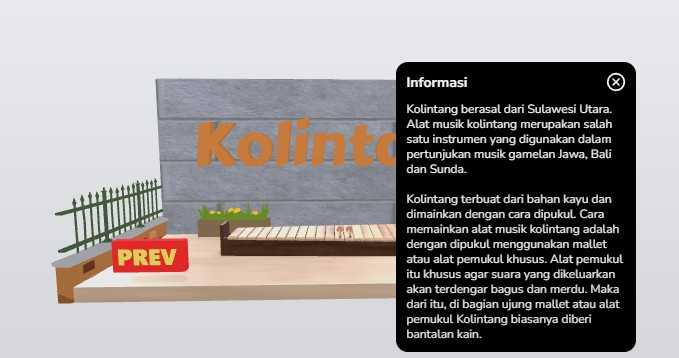 Kolinta
PREV
Informasi
Kolintang berasal dari Sulawesi Utara.
Alat musik kolintang merupakan salah
satu instrumen yang digunakan dalam
pertunjukan musik gamelan Jawa, Bali
dan Sunda.
Kolintang terbuat dari bahan kayu dan
dimainkan dengan cara dipukul. Cara
memainkan alat musik kolintang adalah
dengan dipukul menggunakan mallet
atau alat pemukul khusus. Alat pemukul
itu khusus agar suara yang dikeluarkan
akan terdengar bagus dan merdu. Maka
dari itu, di bagian ujung mallet atau alat
pemukul Kolintang biasanya diberi
bantalan kain.